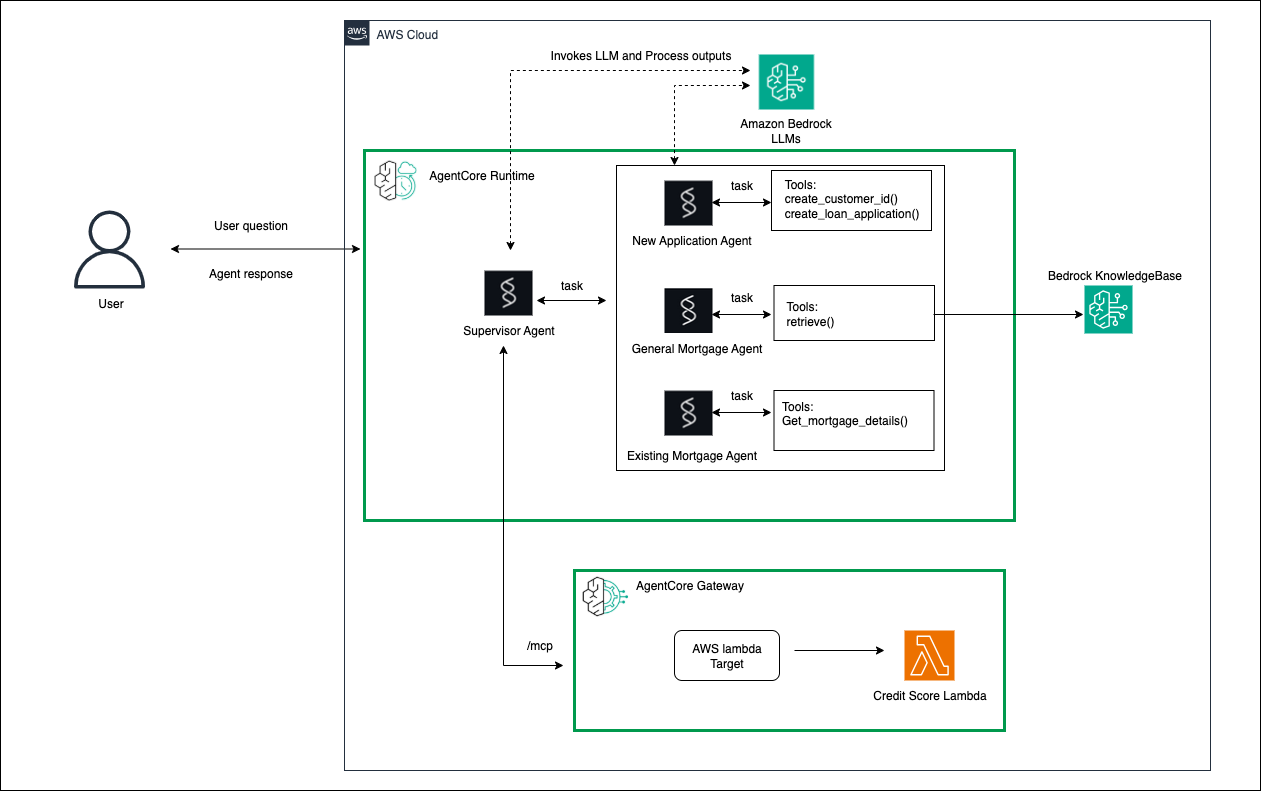 aws
AWS Cloud
Invokes LLM and Process outputs
Amazon Bedrock
LLMs
AgentCore Runtime
task
Tools:
create_customer_id()
create_loan_application()
New Application Agent
User question
Agent response
User
task
Supervisor Agent
task
Tools:
retrieve()
General Mortgage Agent
Bedrock KnowledgeBase
task
Tools:
Get_mortgage_details()
Existing Mortgage Agent
AgentCore Gateway
/mcp
AWS lambda
Target
Credit Score Lambda